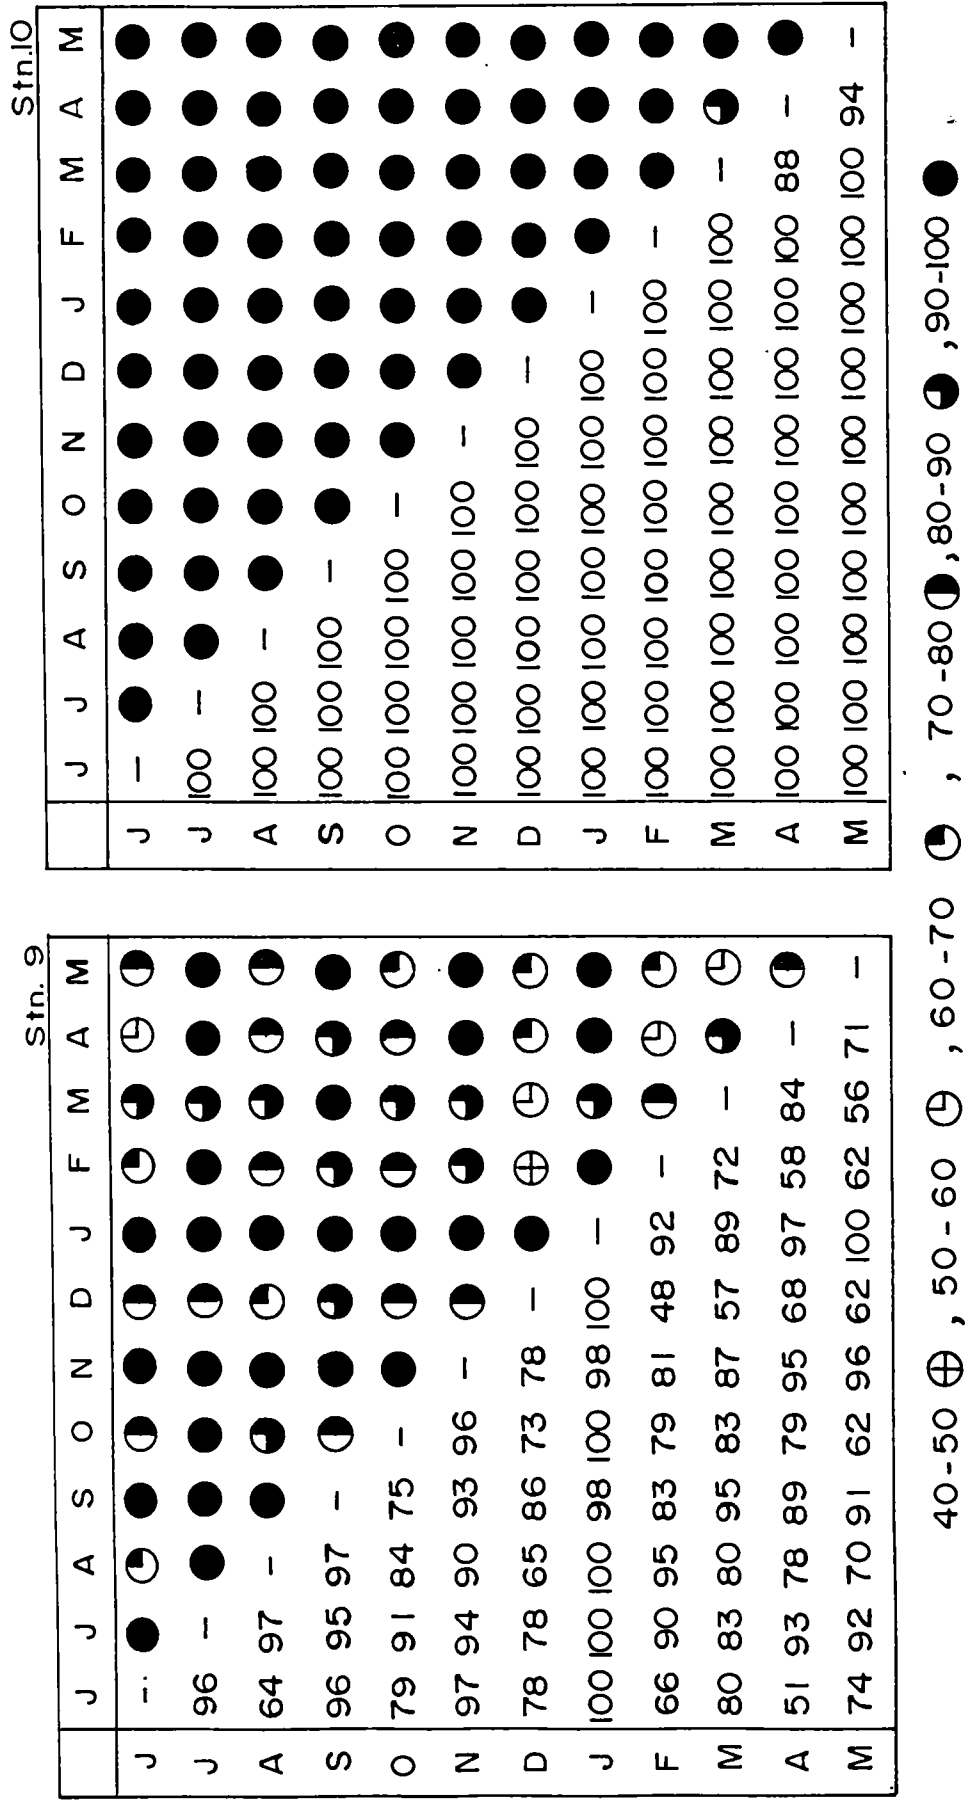 Stn. 9
J J A S O N D J F M A M
J -
J 96 -
A 64 97 -
S 96 95 97 -
O 79 91 84 75 -
N 97 94 90 93 96 -
D 78 78 65 86 73 78 -
J 100 100 100 98 100 98 100 -
F 66 90 95 83 79 81 48 92 -
M 80 83 80 95 83 87 57 89 72 -
A 51 93 78 89 79 95 68 97 58 84 -
M 74 92 70 91 62 96 62 100 62 56 71 -
Stn.10
J J A S O N D J F M A M
J -
J 100 -
A 100 100 -
S 100 100 100 -
O 100 100 100 100 -
N 100 100 100 100 100 -
D 100 100 100 100 100 100 -
J 100 100 100 100 100 100 100 -
F 100 100 100 100 100 100 100 100 -
M 100 100 100 100 100 100 100 100 100 -
A 100 100 100 100 100 100 100 100 100 88 -
M 100 100 100 100 100 100 100 100 100 100 94 -
40-50 , 50-60 , 60-70 , 70-80 , 80-90 , 90-100